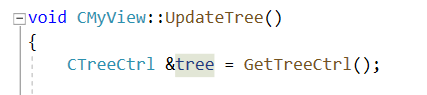 void CMyView::UpdateTree()
{
    CTreeCtrl &tree = GetTreeCtrl();